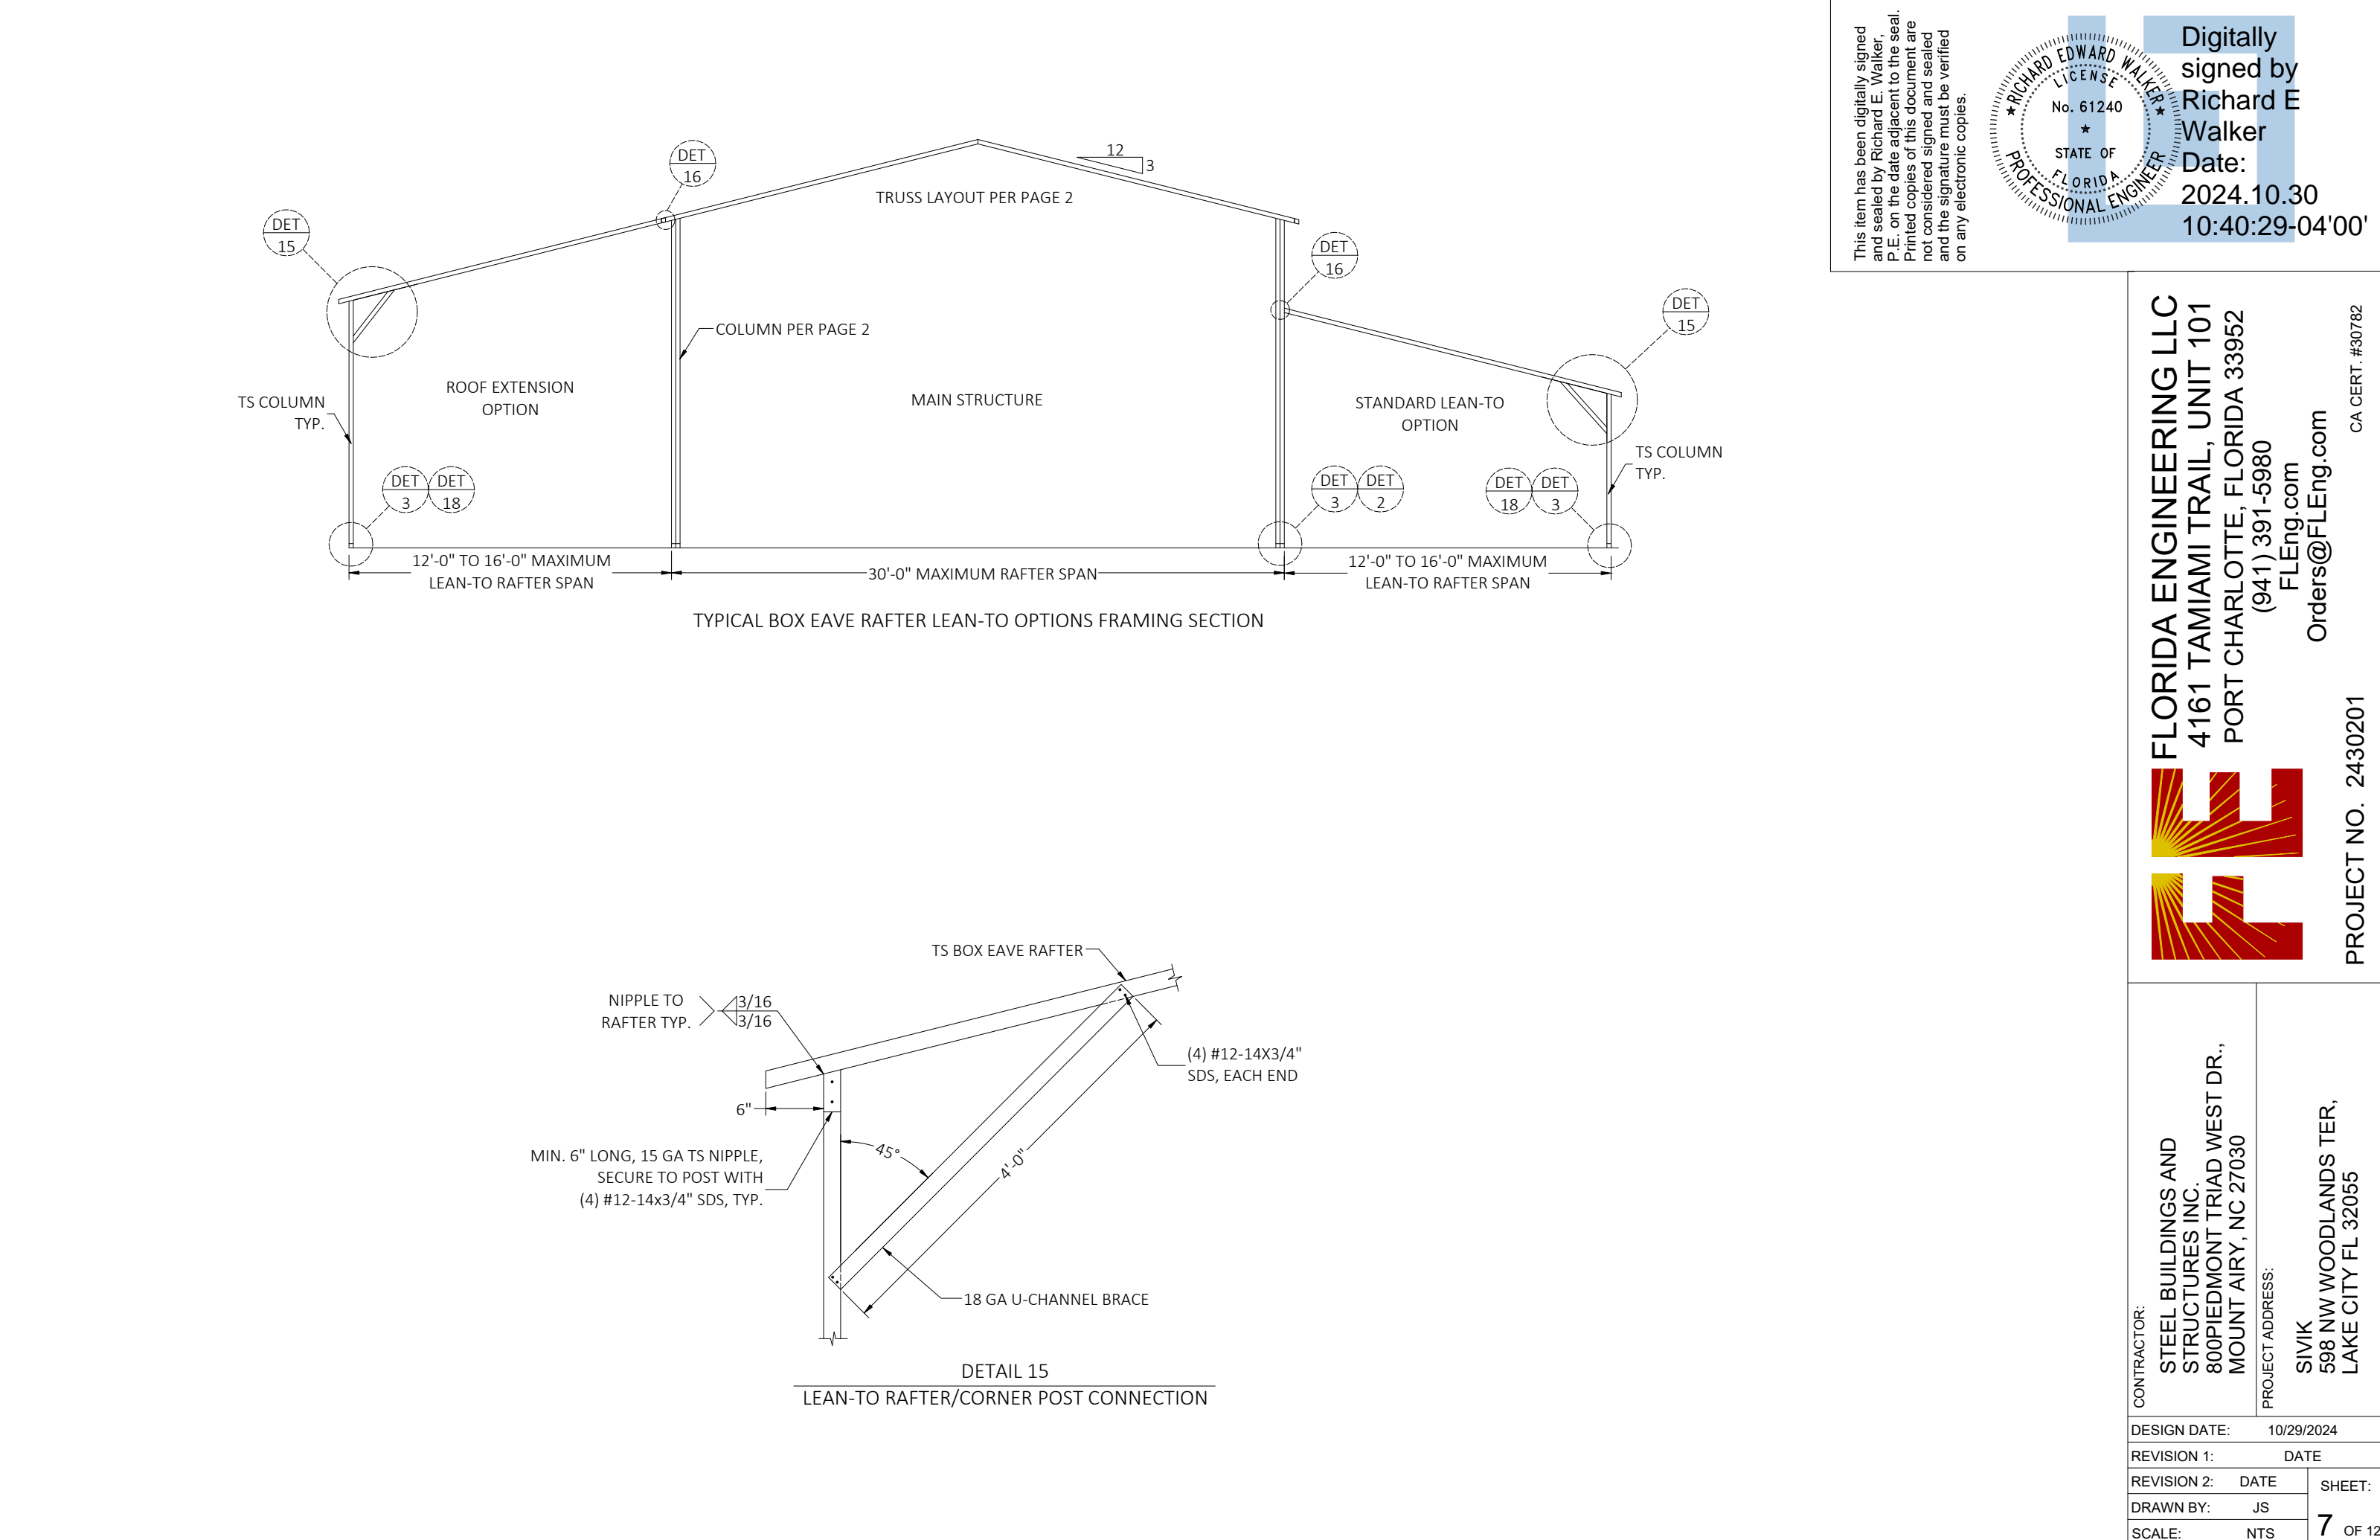 This item has been digitally signed
and sealed by Richard E. Walker,
P.E. on the date adjacent to the seal.
Printed copies of this document are
not considered signed and sealed
and the signature must be verified
on any electronic copies.
RICHARD EDWARD WALKER
LICENSE
No. 61240
STATE OF
FLORIDA
PROFESSIONAL ENGINEER
Digitally
signed by
Richard E
Walker
Date:
2024.10.30
10:40:29-04'00'
DET
16
12
3
TRUSS LAYOUT PER PAGE 2
DET
15
DET
16
DET
15
COLUMN PER PAGE 2
ROOF EXTENSION
OPTION
MAIN STRUCTURE
STANDARD LEAN-TO
OPTION
TS COLUMN
TYP.
TS COLUMN
TYP.
DET
3
DET
18
DET
3
DET
2
DET
18
DET
3
12'-0" TO 16'-0" MAXIMUM
LEAN-TO RAFTER SPAN
30'-0" MAXIMUM RAFTER SPAN
12'-0" TO 16'-0" MAXIMUM
LEAN-TO RAFTER SPAN
TYPICAL BOX EAVE RAFTER LEAN-TO OPTIONS FRAMING SECTION
TS BOX EAVE RAFTER
NIPPLE TO
RAFTER TYP.
3/16
3/16
(4) #12-14X3/4"
SDS, EACH END
6"
MIN. 6" LONG, 15 GA TS NIPPLE,
SECURE TO POST WITH
(4) #12-14x3/4" SDS, TYP.
45°
4'-0"
18 GA U-CHANNEL BRACE
DETAIL 15
LEAN-TO RAFTER/CORNER POST CONNECTION
FLORIDA ENGINEERING LLC
4161 TAMIAMI TRAIL, UNIT 101
PORT CHARLOTTE, FLORIDA 33952
(941) 391-5980
FLEng.com
Orders@FLEng.com
CA CERT. #30782
FE
PROJECT NO. 2430201
CONTRACTOR:
STEEL BUILDINGS AND
STRUCTURES INC.
800PIEDMONT TRIAD WEST DR.,
MOUNT AIRY, NC 27030
PROJECT ADDRESS:
SIVIK
598 NW WOODLANDS TER,
LAKE CITY FL 32055
DESIGN DATE: 10/29/2024
REVISION 1: DATE
REVISION 2: DATE
DRAWN BY: JS
SCALE: NTS
SHEET:
7 OF 12